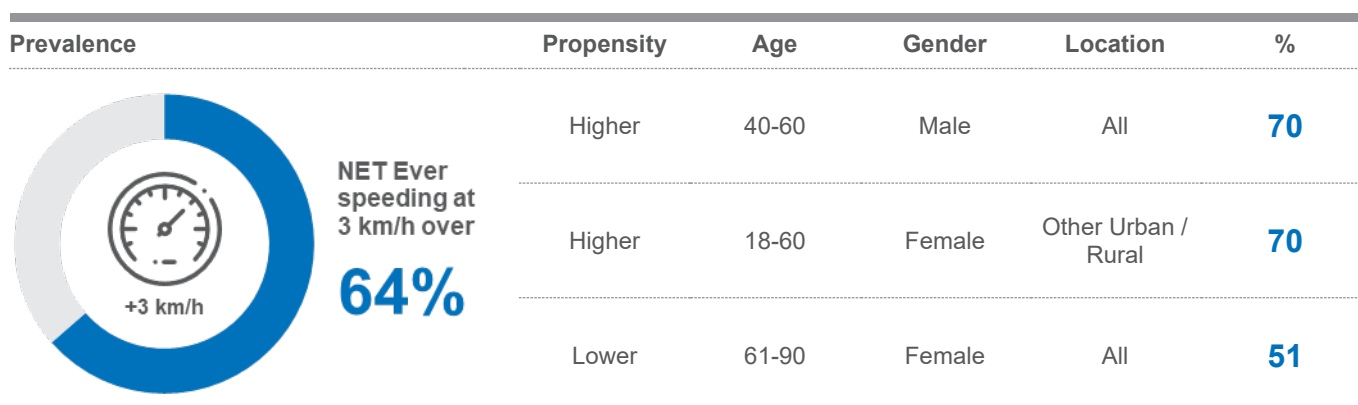 Prevalence Propensity Age Gender Location %
+3 km/h
NET Ever
speeding at
3 km/h over
64%
Higher 40-60 Male All 70
Higher 18-60 Female Other Urban / Rural 70
Lower 61-90 Female All 51